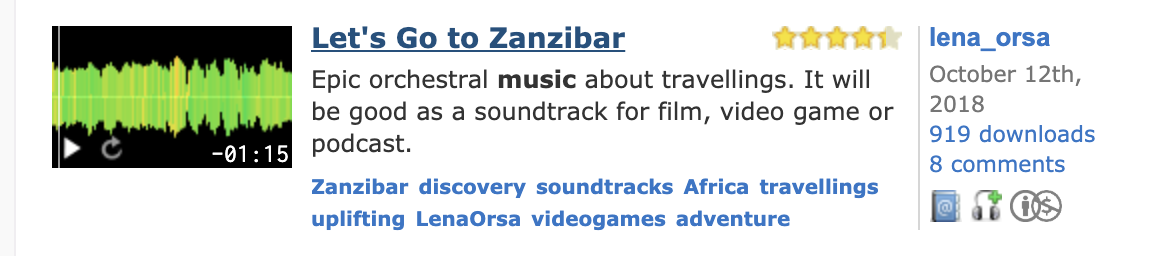 Let's Go to Zanzibar
Epic orchestral music about travellings. It will
be good as a soundtrack for film, video game or
podcast.
Zanzibar discovery soundtracks Africa travellings
uplifting LenaOrsa videogames adventure
-01:15
lena_orsa
October 12th,
2018
919 downloads
8 comments